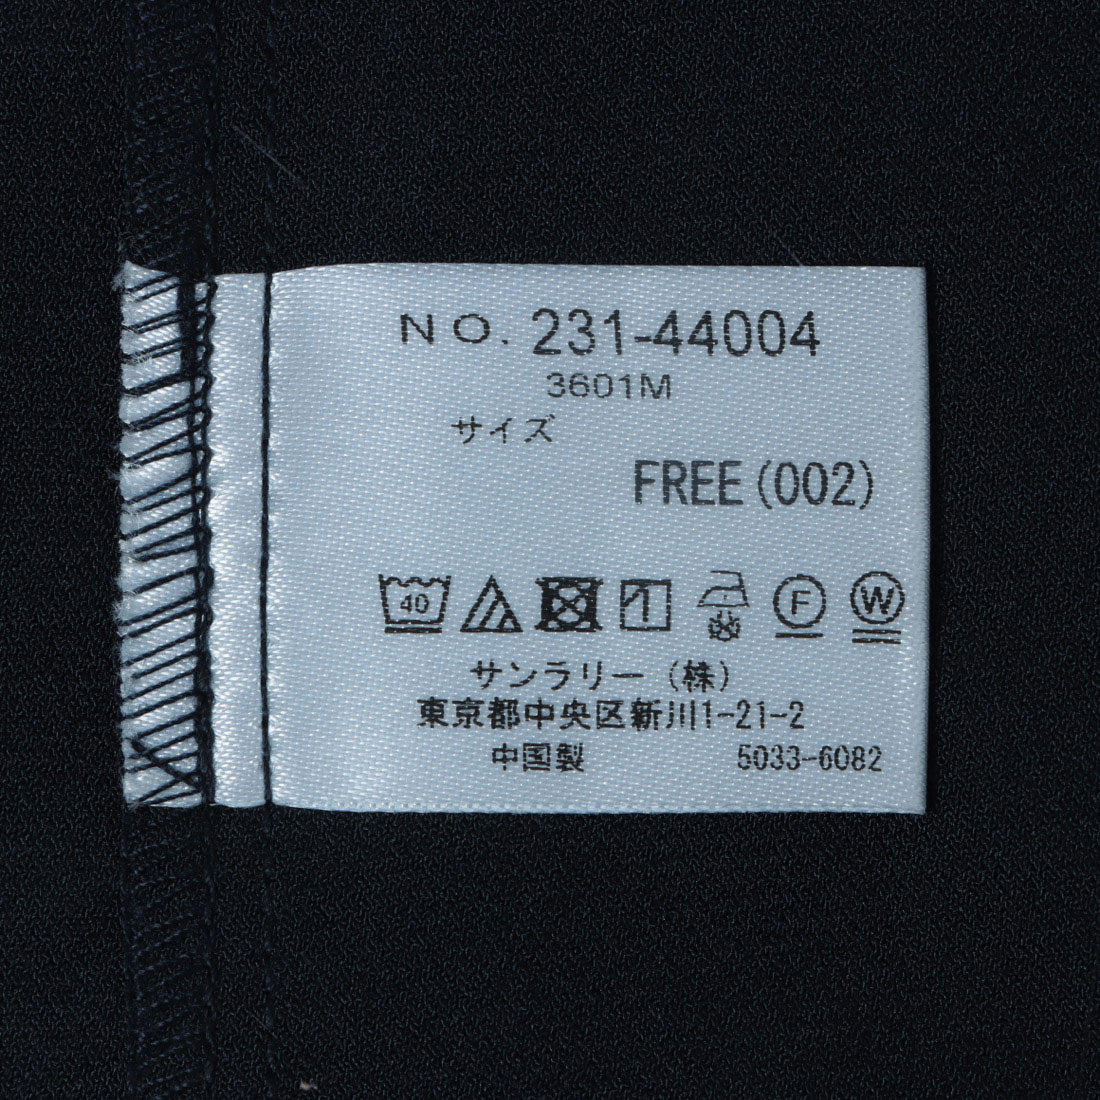 NO. 231-44004
3601M
サイズ
FREE (002)
40 F W
サンラリー (株)
東京都中央区新川1-21-2
中国製 5033-6082